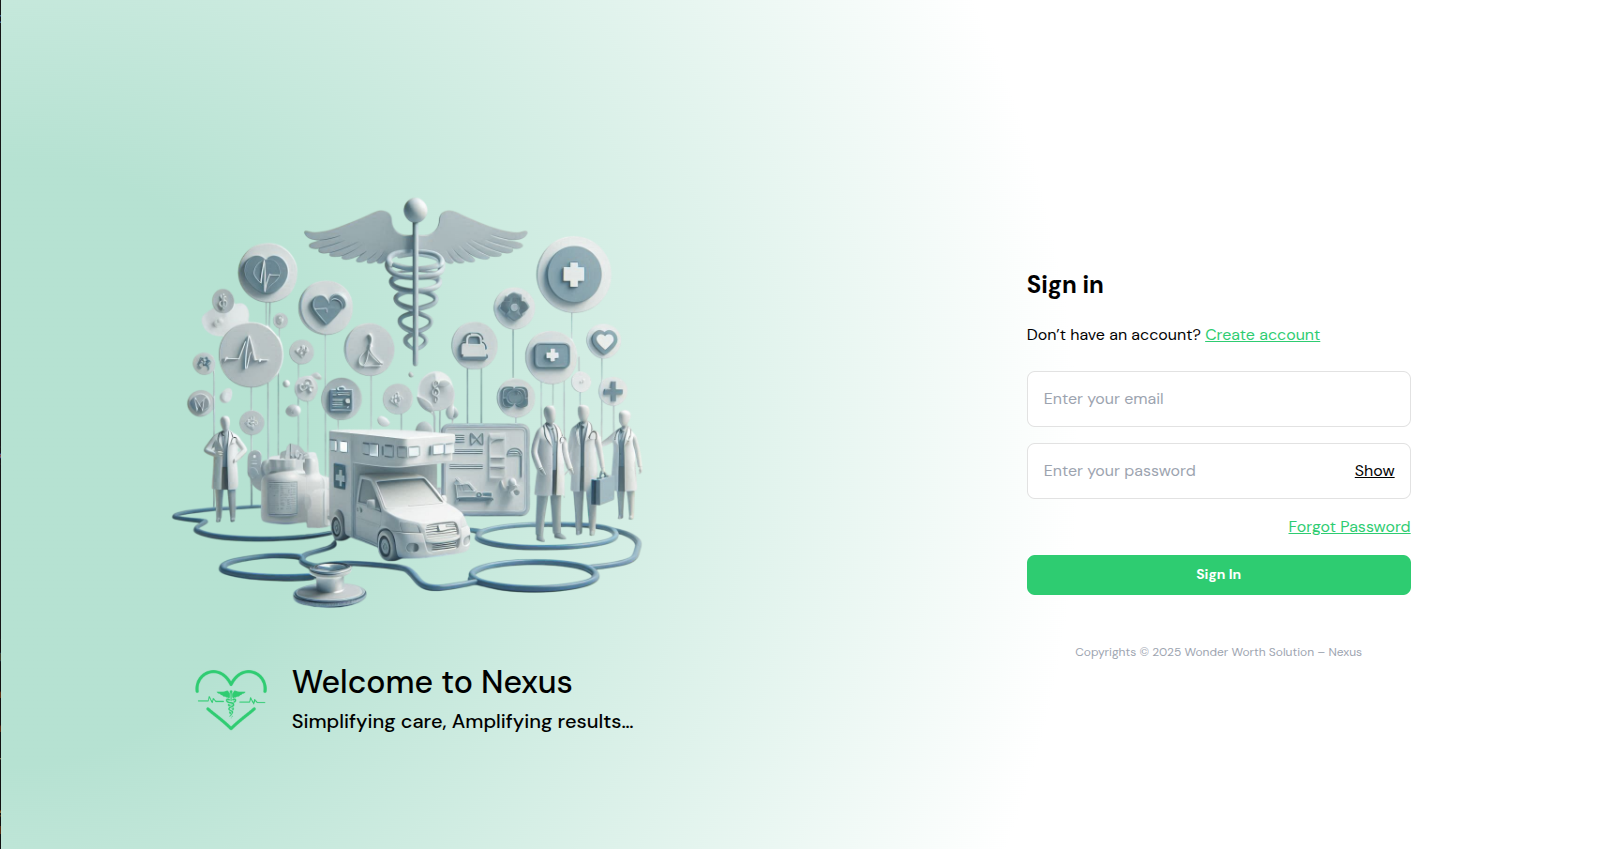 Welcome to Nexus
Simplifying care, Amplifying results...
Sign in
Don’t have an account? Create account
Enter your email
Enter your password
Show
Forgot Password
Sign In
Copyrights © 2025 Wonder Worth Solution – Nexus